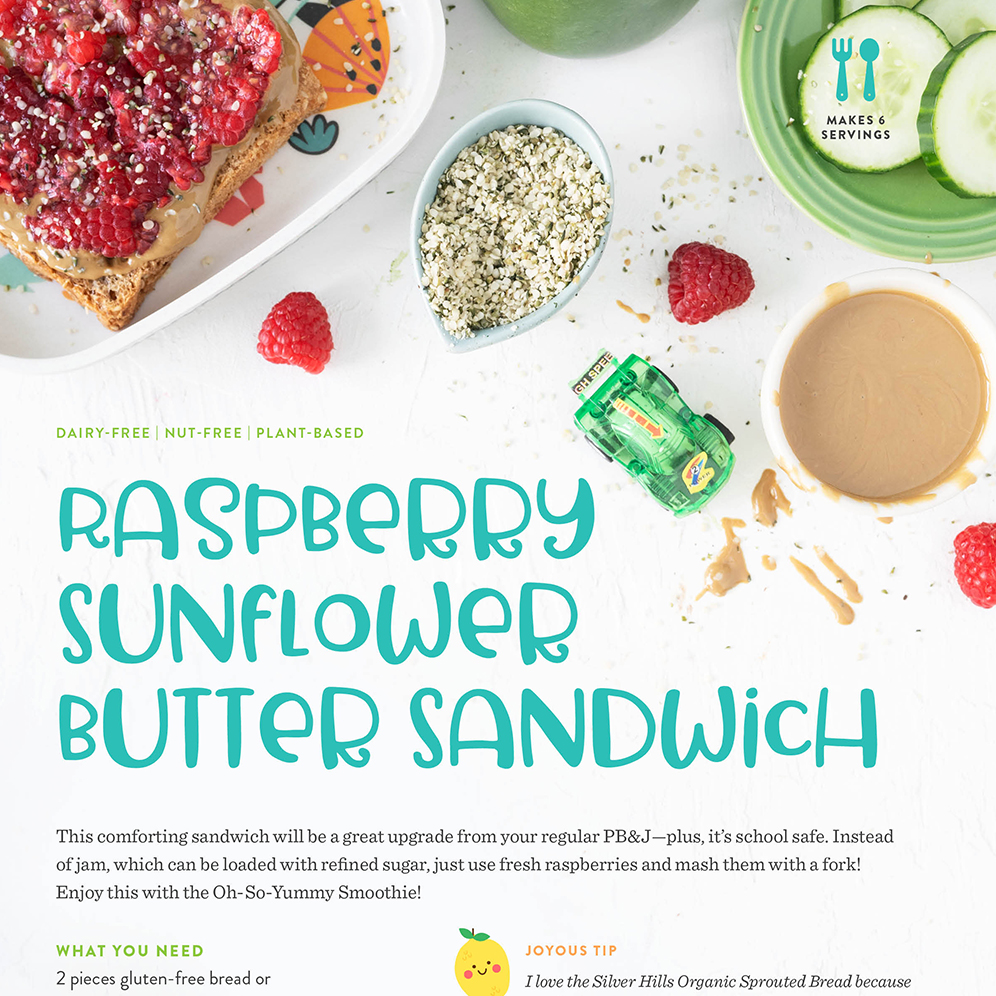 MAKES 6
SERVINGS
GH SPEE
DAIRY-FREE | NUT-FREE | PLANT-BASED
RASPBERRY
SUNFLOWER
BUTTER SANDWICH
This comforting sandwich will be a great upgrade from your regular PB&J—plus, it's school safe. Instead
of jam, which can be loaded with refined sugar, just use fresh raspberries and mash them with a fork!
Enjoy this with the Oh-So-Yummy Smoothie!
WHAT YOU NEED
2 pieces gluten-free bread or
JOYOUS TIP
I love the Silver Hills Organic Sprouted Bread because